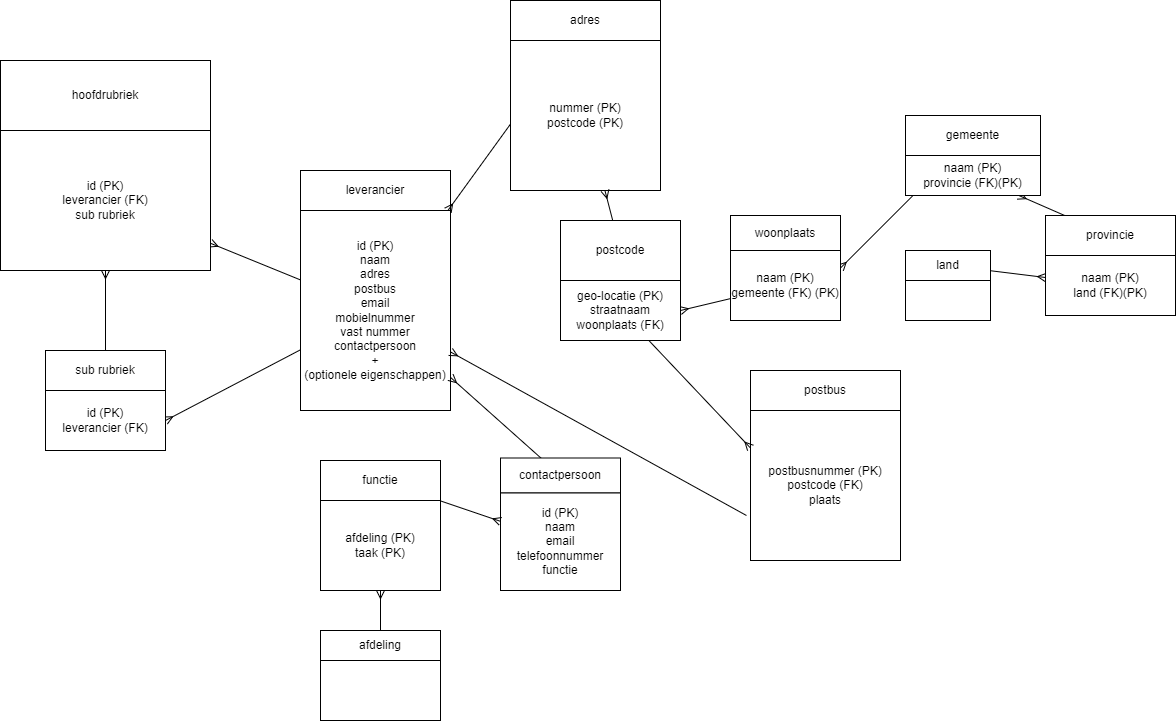 adres
nummer (PK)
postcode (PK)
hoofdrubriek
id (PK)
leverancier (FK)
sub rubriek
leverancier
id (PK)
naam
adres
postbus
email
mobielnummer
vast nummer
contactpersoon
+
(optionele eigenschappen)
gemeente
naam (PK)
provincie (FK)(PK)
postcode
geo-locatie (PK)
straatnaam
woonplaats (FK)
woonplaats
naam (PK)
gemeente (FK) (PK)
land
provincie
naam (PK)
land (FK)(PK)
sub rubriek
id (PK)
leverancier (FK)
postbus
postbusnummer (PK)
postcode (FK)
plaats
functie
afdeling (PK)
taak (PK)
contactpersoon
id (PK)
naam
email
telefoonnummer
functie
afdeling